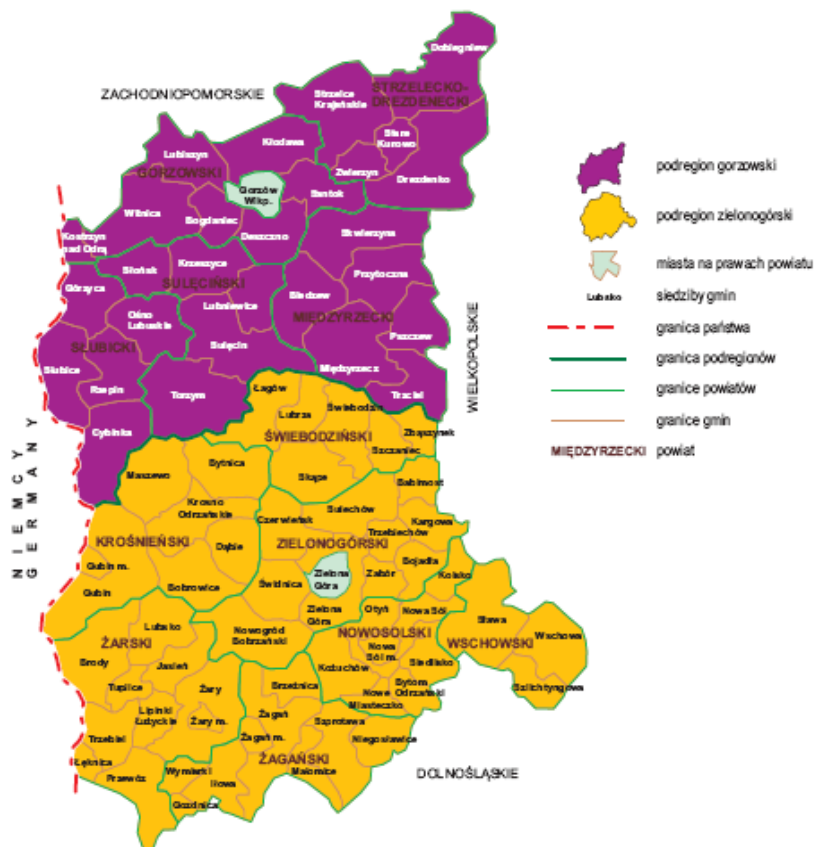 Dobiegniew
ZACHODNIOPOMORSKIE
Strzelce
Krajeńskie
STRZELECKO-
DREZDENECKI
Stare
Kurowo
Kłodawa
Lubiszyn
GORZOWSKI
Zwierzyn
Drezdenko
Gorzów
Wlkp.
Santok
Witnica
Bogdaniec
Deszczno
Skwierzyna
Kostrzyn
nad Odrą
Krzeszyce
Słońsk
SULĘCIŃSKI
Przytoczna
Górzyca
Bledzew
Lubniewice
Ośno
Lubuskie
MIĘDZYRZECKI
Pszczew
SŁUBICKI
Sulęcin
Słubice
Międzyrzecz
Rzepin
Torzym
Trzciel
Cybinka
WIELKOPOLSKIE
Łagów
Lubrza
Świebodzin
Zbąszynek
ŚWIEBODZIŃSKI
Szczaniec
Maszewo
Bytnica
Skąpe
Babimost
Krosno
Odrzańskie
Sulechów
Czerwieńsk
Kargowa
Trzebiechów
KROŚNIEŃSKI
Dąbie
ZIELONOGÓRSKI
Bojadła
Gubin m.
Zielona
Góra
Zabór
Kolsko
Gubin
Bobrowice
Świdnica
Zielona
Góra
Otyń
Nowa Sól
Sława
Wschowa
Lubsko
Nowogród
Bobrzański
NOWOSOLSKI
WSCHOWSKI
ŻARSKI
Nowa
Sól m.
Siedlisko
Brody
Jasień
Kożuchów
Tuplice
Żary
Brzeźnica
Nowe
Miasteczko
Bytom
Odrzański
Szlichtyngowa
Lipinki
Łużyckie
Żary m.
Żagań
Szprotawa
Trzebiel
Żagań m.
Niegosławice
Łęknica
ŻAGAŃSKI
Przewóz
Wymiarki
Iłowa
Małomice
Gozdnica
DOLNOŚLĄSKIE
NIEMCY
GERMANY
podregion gorzowski
podregion zielonogórski
miasta na prawach powiatu
Lubsko siedziby gmin
granica państwa
granica podregionów
granice powiatów
granice gmin
MIĘDZYRZECKI powiat